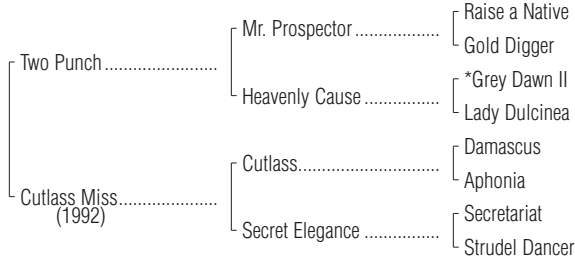 Raise a Native
Mr. Prospector ..................
Gold Digger
Two Punch ........................
*Grey Dawn II
Heavenly Cause ................
Lady Dulcinea
Damascus
Cutlass..............................
Aphonia
Cutlass Miss.....................
(1992)
Secretariat
Secret Elegance ................
Strudel Dancer